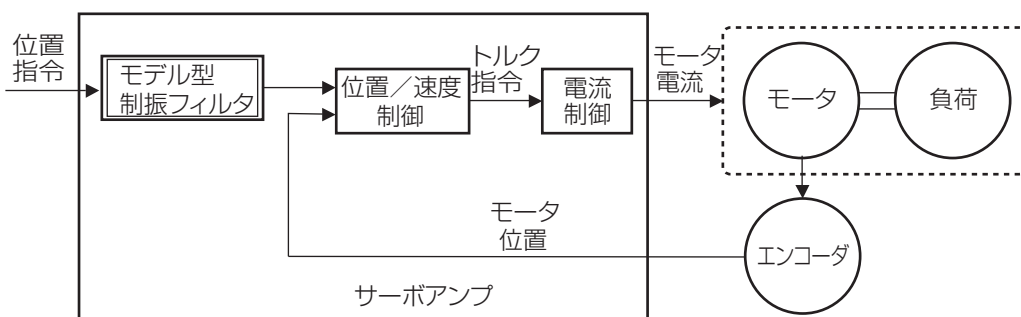 位置
指令
モデル型
制振フィルタ
位置／速度
制御
トルク
指令
電流
制御
モータ
電流
モータ
負荷
モータ
位置
エンコーダ
サーボアンプ